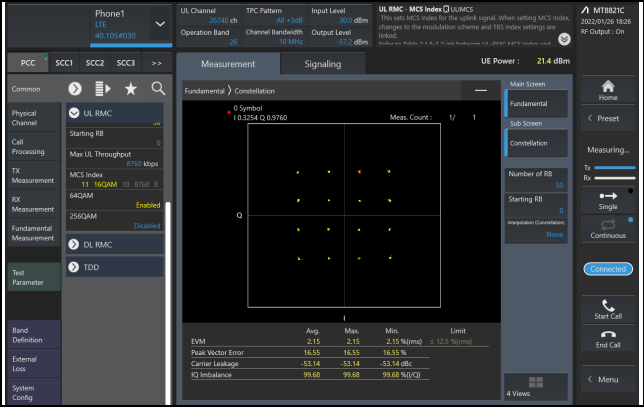 Phone1
LTE
40.105#030
UL Channel
26740 ch
TPC Pattern
All +3dB
Input Level
30.0 dBm
Operation Band
26
Channel Bandwidth
10 MHz
Output Level
-57.2 dBm
UL RMC - MCS Index ULUMCS
This sets MCS Index for the uplink signal. When setting MCS Index,
changes to the modulation scheme and TBS Index settings are
linked.
MT8821C
2022/01/26 18:26
RF Output : On
PCC
SCC1
SCC2
SCC3
>>
Measurement
Signaling
UE Power : 21.4 dBm
Common
Physical
Channel
Call
Processing
TX
Measurement
RX
Measurement
Fundamental
Measurement
Test
Parameter
Band
Definition
External
Loss
System
Config
UL RMC
Starting RB
0
Max UL Throughput
8760 kbps
MCS Index
11 16QAM 10 8760 8
64QAM
Enabled
256QAM
Disabled
DL RMC
TDD
Fundamental 〉 Constellation
0 Symbol
I 0.3254 Q 0.9760
Meas. Count : 1/ 1
Q
I
Avg. Max. Min. Limit
EVM 2.15 2.15 2.15 %(rms) ≤ 12.5 %(rms)
Peak Vector Error 16.55 16.55 16.55 %
Carrier Leakage -53.14 -53.14 -53.14 dBc
IQ Imbalance 99.68 99.68 99.68 %(I/Q)
Main Screen
Fundamental
Sub Screen
Constellation
Number of RB
50
Starting RB
0
Interpolation (Constellation)
None
4 Views
Home
< Preset
Measuring...
Tx
Rx
Single
Continuous
Connected
Start Call
End Call
< Menu